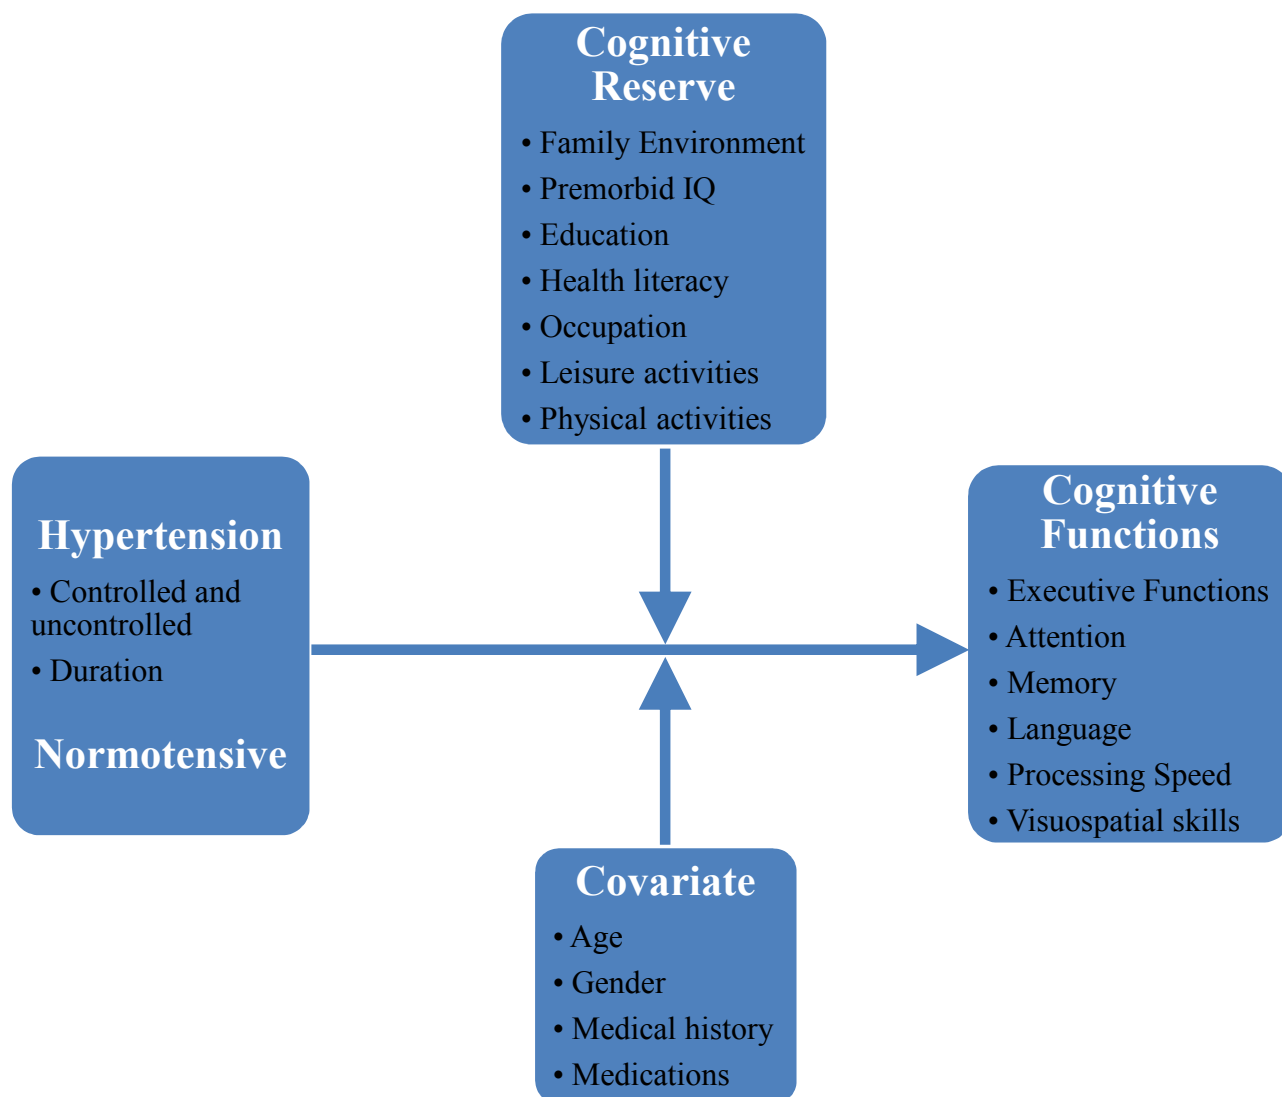 Cognitive
Reserve
• Family Environment
• Premorbid IQ
• Education
• Health literacy
• Occupation
• Leisure activities
• Physical activities
Hypertension
• Controlled and
uncontrolled
• Duration
Normotensive
Cognitive
Functions
• Executive Functions
• Attention
• Memory
• Language
• Processing Speed
• Visuospatial skills
Covariate
• Age
• Gender
• Medical history
• Medications